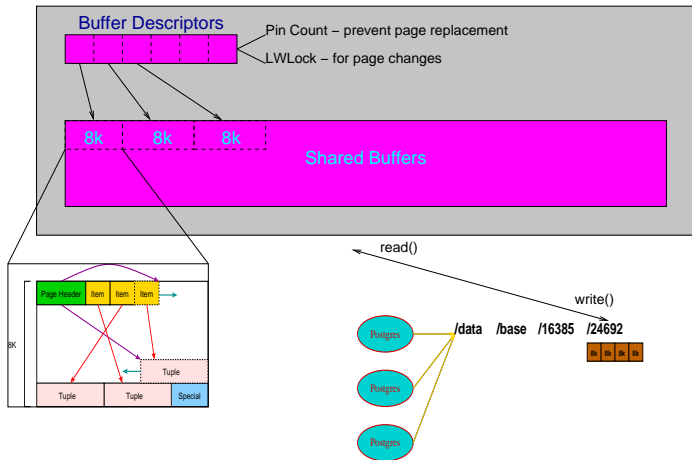 Buffer Descriptors
Pin Count – prevent page replacement
LWLock – for page changes
8k 8k 8k
Shared Buffers
read()
write()
Page Header Item Item Item
8K
Tuple
Tuple Tuple Special
/data /base /16385 /24692
8k 8k 8k 8k
Postgres
Postgres
Postgres